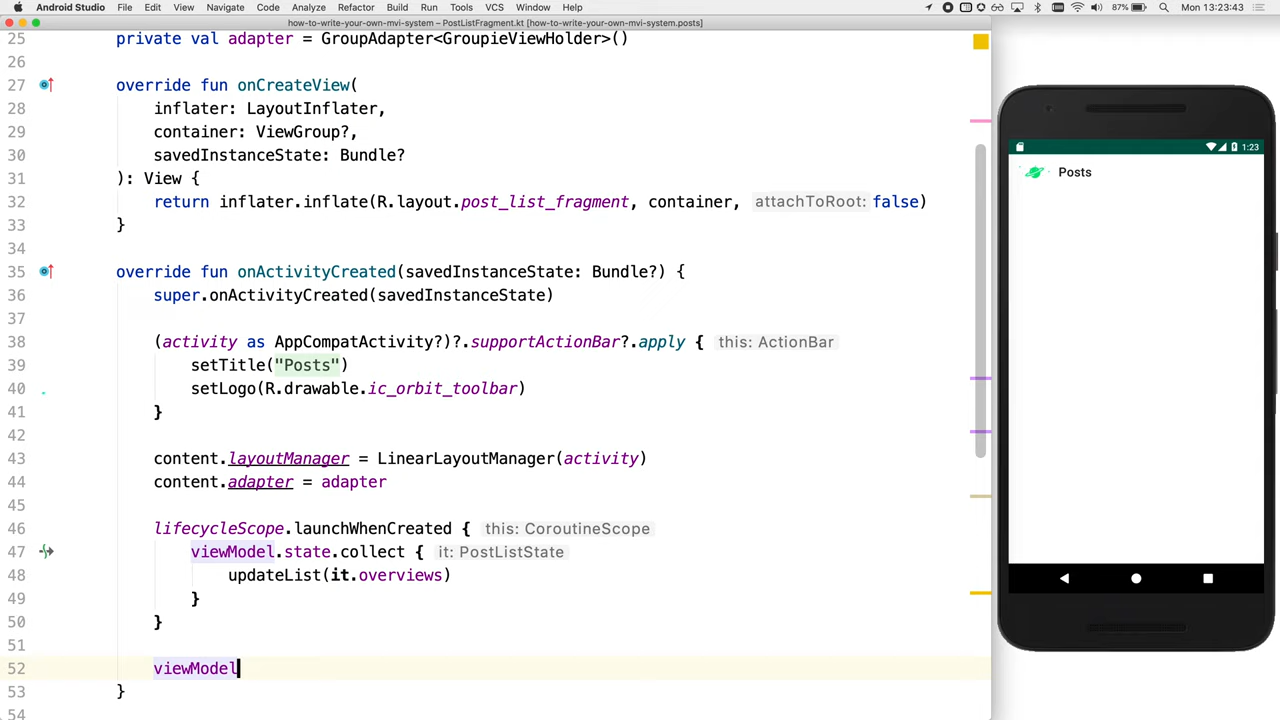 Android Studio File Edit View Navigate Code Analyze Refactor Build Run Tools VCS Window Help 87% Mon 13:23:43
how-to-write-your-own-mvi-system – PostListFragment.kt [how-to-write-your-own-mvi-system.posts]
25 private val adapter = GroupAdapter<GroupieViewHolder>()
26
27 override fun onCreateView(
28 inflater: LayoutInflater,
29 container: ViewGroup?,
30 savedInstanceState: Bundle?
31 ): View {
32 return inflater.inflate(R.layout.post_list_fragment, container, attachToRoot: false)
33 }
34
35 override fun onActivityCreated(savedInstanceState: Bundle?) {
36 super.onActivityCreated(savedInstanceState)
37
38 (activity as AppCompatActivity?)?.supportActionBar?.apply { this: ActionBar
39 setTitle("Posts")
40 setLogo(R.drawable.ic_orbit_toolbar)
41 }
42
43 content.layoutManager = LinearLayoutManager(activity)
44 content.adapter = adapter
45
46 lifecycleScope.launchWhenCreated { this: CoroutineScope
47 viewModel.state.collect { it: PostListState
48 updateList(it.overviews)
49 }
50 }
51
52 viewModel
53 }
54
1:23
Posts